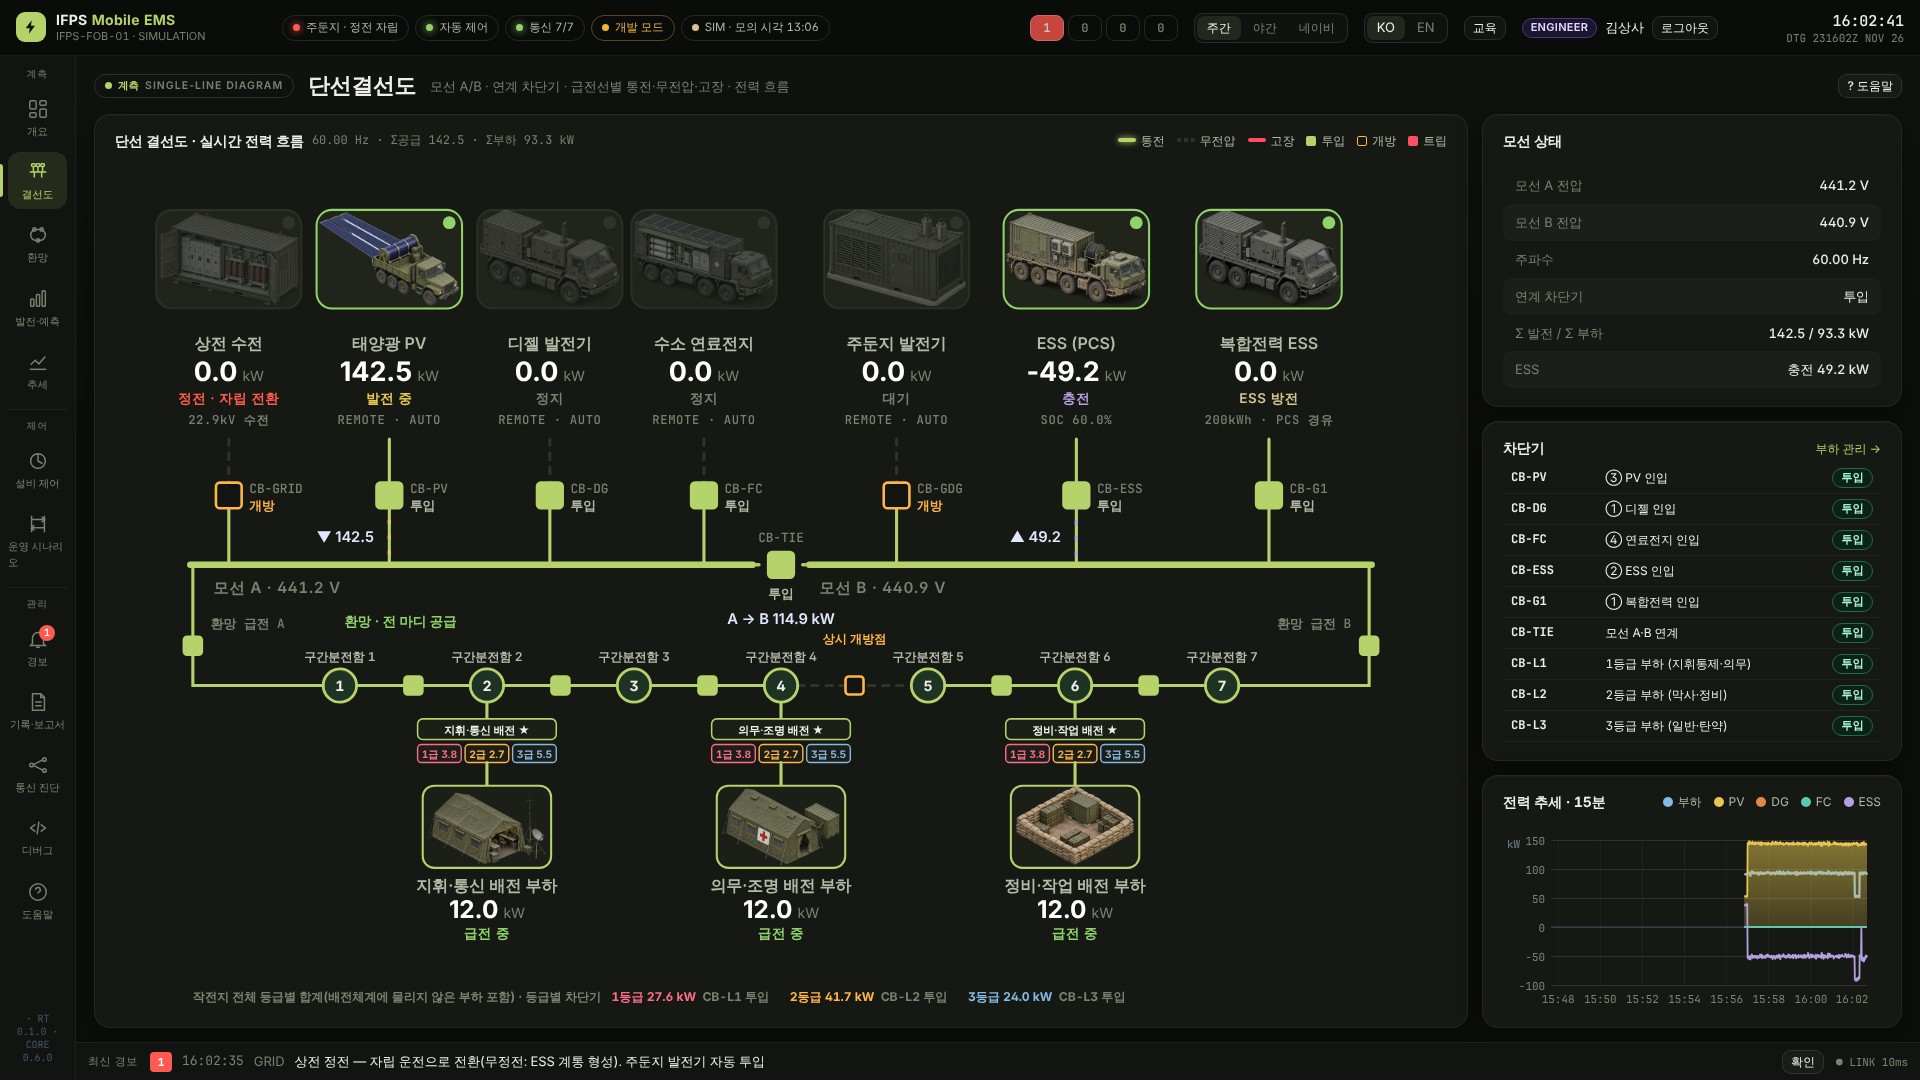 IFPS Mobile EMS
IFPS-FOB-01 · SIMULATION
주둔지 · 정전 자립
자동 제어
통신 7/7
개발 모드
SIM · 모의 시각 13:06
1 0 0 0
주간 야간 네이비
KO EN
교육
ENGINEER 김상사 로그아웃
16:02:41
DTG 231602Z NOV 26
계측
개요
결선도
환망
발전·예측
추세
제어
설비 제어
운영 시나리
오
관리
1
경보
기록·보고서
통신 진단
디버그
도움말
· RT
0.1.0 ·
CORE
0.6.0
계측 SINGLE-LINE DIAGRAM
단선결선도
모선 A/B · 연계 차단기 · 급전선별 통전·무전압·고장 · 전력 흐름
? 도움말
단선 결선도 · 실시간 전력 흐름 60.00 Hz · Σ공급 142.5 · Σ부하 93.3 kW
통전 무전압 고장 투입 개방 트립
상전 수전
0.0 kW
정전 · 자립 전환
22.9kV 수전
태양광 PV
142.5 kW
발전 중
REMOTE · AUTO
디젤 발전기
0.0 kW
정지
REMOTE · AUTO
수소 연료전지
0.0 kW
정지
REMOTE · AUTO
주둔지 발전기
0.0 kW
대기
REMOTE · AUTO
ESS (PCS)
-49.2 kW
충전
SOC 60.0%
복합전력 ESS
0.0 kW
ESS 방전
200kWh · PCS 경유
CB-GRID
개방
CB-PV
투입
CB-DG
투입
CB-FC
투입
CB-GDG
개방
CB-ESS
투입
CB-G1
투입
▼ 142.5
▲ 49.2
CB-TIE
투입
모선 A · 441.2 V
모선 B · 440.9 V
환망 급전 A
환망 · 전 마디 공급
A → B 114.9 kW
상시 개방점
환망 급전 B
구간분전함 1
구간분전함 2
구간분전함 3
구간분전함 4
구간분전함 5
구간분전함 6
구간분전함 7
1 2 3 4 5 6 7
지휘·통신 배전 ★
1급 3.8 2급 2.7 3급 5.5
의무·조명 배전 ★
1급 3.8 2급 2.7 3급 5.5
정비·작업 배전 ★
1급 3.8 2급 2.7 3급 5.5
지휘·통신 배전 부하
12.0 kW
급전 중
의무·조명 배전 부하
12.0 kW
급전 중
정비·작업 배전 부하
12.0 kW
급전 중
작전지 전체 등급별 합계(배전체계에 물리지 않은 부하 포함) · 등급별 차단기 1등급 27.6 kW CB-L1 투입 2등급 41.7 kW CB-L2 투입 3등급 24.0 kW CB-L3 투입
모선 상태
모선 A 전압 441.2 V
모선 B 전압 440.9 V
주파수 60.00 Hz
연계 차단기 투입
Σ 발전 / Σ 부하 142.5 / 93.3 kW
ESS 충전 49.2 kW
차단기 부하 관리 →
CB-PV ③ PV 인입 투입
CB-DG ① 디젤 인입 투입
CB-FC ④ 연료전지 인입 투입
CB-ESS ② ESS 인입 투입
CB-G1 ① 복합전력 인입 투입
CB-TIE 모선 A·B 연계 투입
CB-L1 1등급 부하 (지휘통제·의무) 투입
CB-L2 2등급 부하 (막사·정비) 투입
CB-L3 3등급 부하 (일반·탄약) 투입
전력 추세 · 15분
부하 PV DG FC ESS
kW 150
100
50
0
-50
-100
15:48 15:50 15:52 15:54 15:56 15:58 16:00 16:02
최신 경보 1 16:02:35 GRID 상전 정전 — 자립 운전으로 전환(무정전: ESS 계통 형성). 주둔지 발전기 자동 투입
확인
LINK 10ms